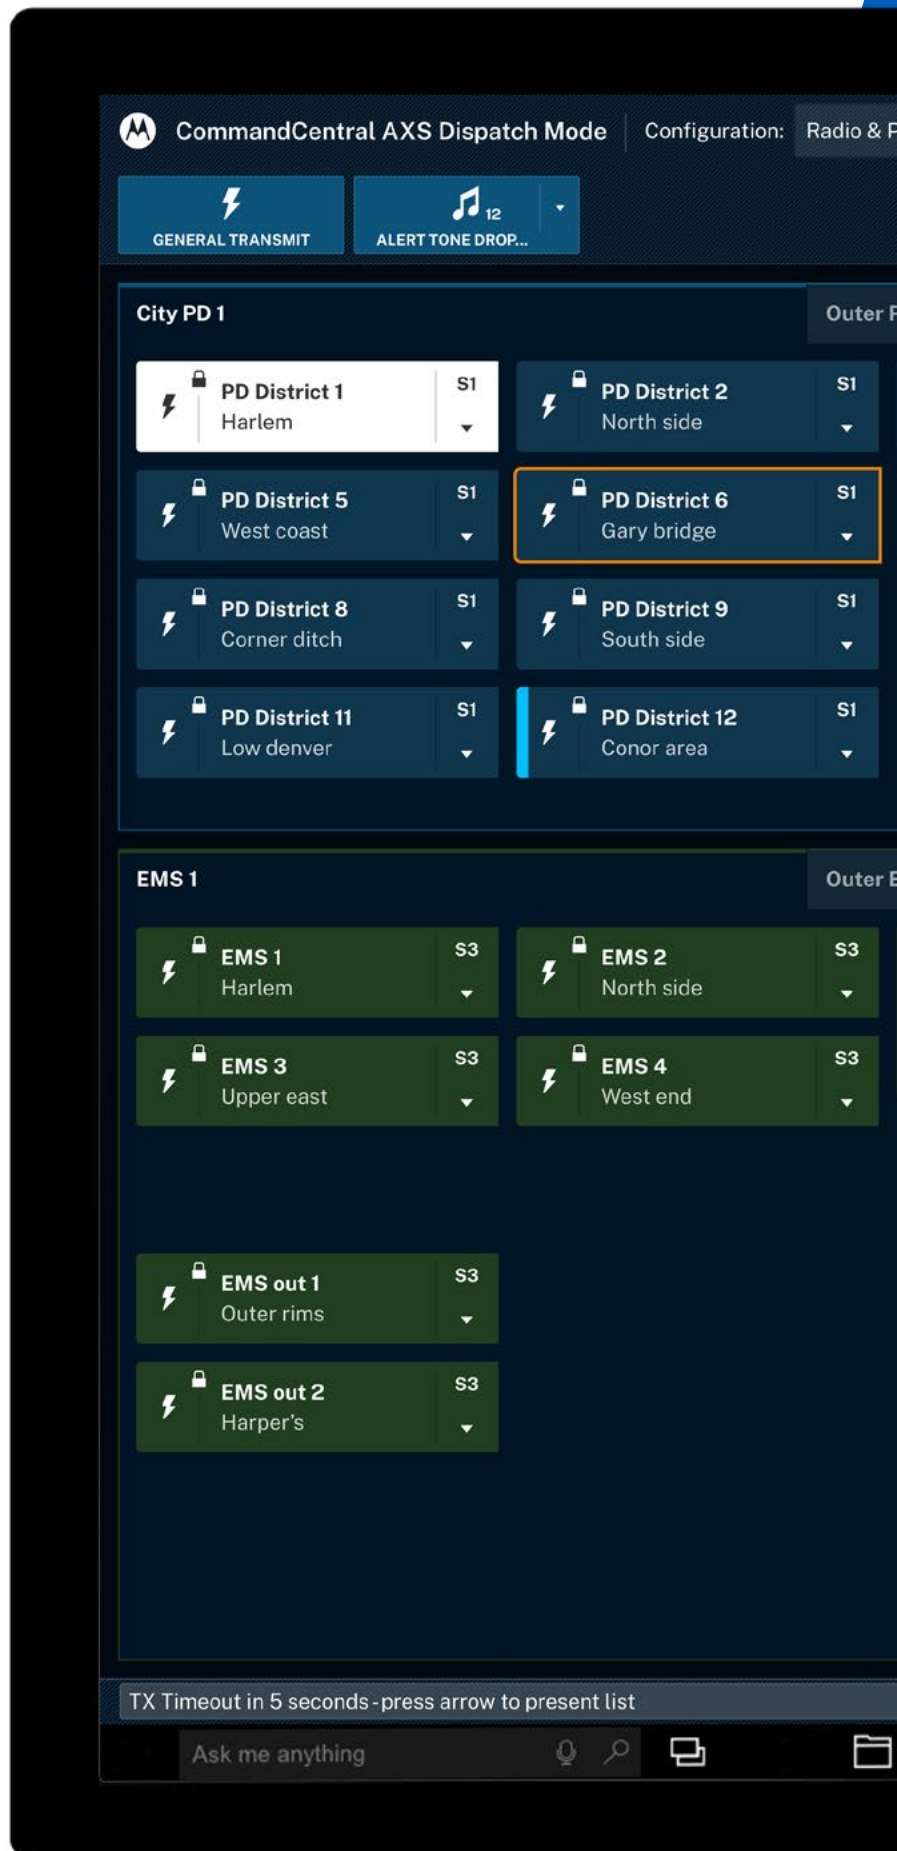 CommandCentral AXS Dispatch Mode Configuration: Radio & P
GENERAL TRANSMIT
12
ALERT TONE DROP...
City PD 1
Outer P
PD District 1 S1
Harlem
PD District 2 S1
North side
PD District 5 S1
West coast
PD District 6 S1
Gary bridge
PD District 8 S1
Corner ditch
PD District 9 S1
South side
PD District 11 S1
Low denver
PD District 12 S1
Conor area
EMS 1
Outer E
EMS 1 S3
Harlem
EMS 2 S3
North side
EMS 3 S3
Upper east
EMS 4 S3
West end
EMS out 1 S3
Outer rims
EMS out 2 S3
Harper's
TX Timeout in 5 seconds - press arrow to present list
Ask me anything